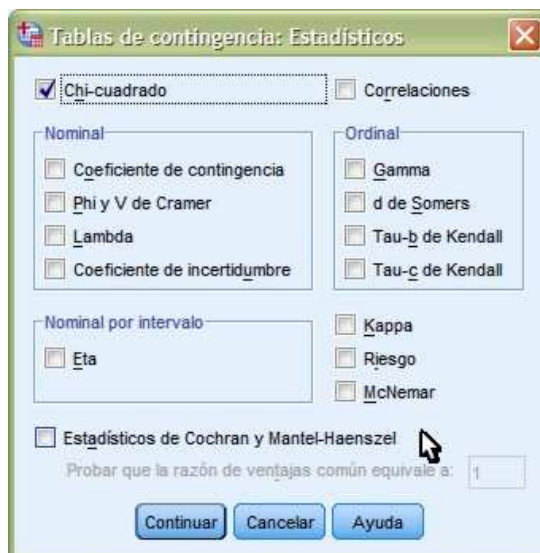 Tablas de contingencia: Estadísticos
Chi-cuadrado
Correlaciones
Nominal
Coeficiente de contingencia
Phi y V de Cramer
Lambda
Coeficiente de incertidumbre
Ordinal
Gamma
d de Somers
Tau-b de Kendall
Tau-c de Kendall
Nominal por intervalo
Eta
Kappa
Riesgo
McNemar
Estadísticos de Cochran y Mantel-Haenszel
Probar que la razón de ventajas común equivale a: 1
Continuar Cancelar Ayuda